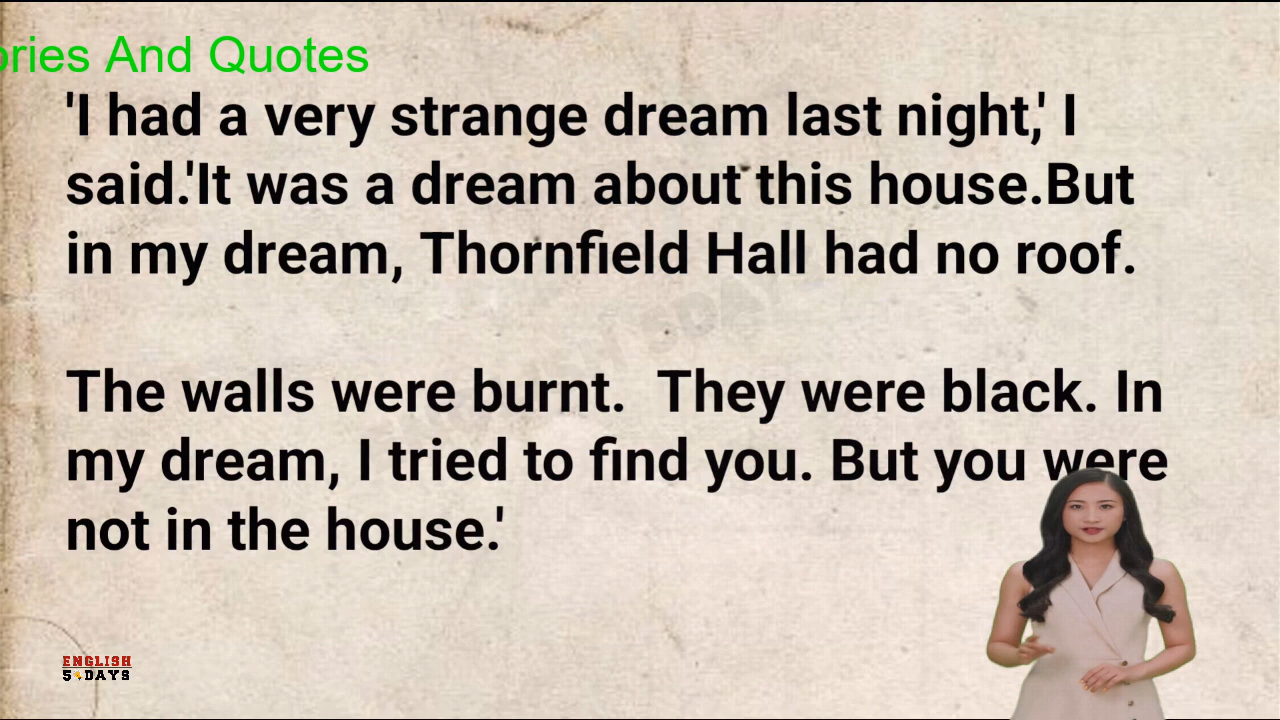 ories And Quotes
'I had a very strange dream last night,' I
said.'It was a dream about this house.But
in my dream, Thornfield Hall had no roof.
The walls were burnt.  They were black. In
my dream, I tried to find you. But you were
not in the house.'
ENGLISH
5 DAYS